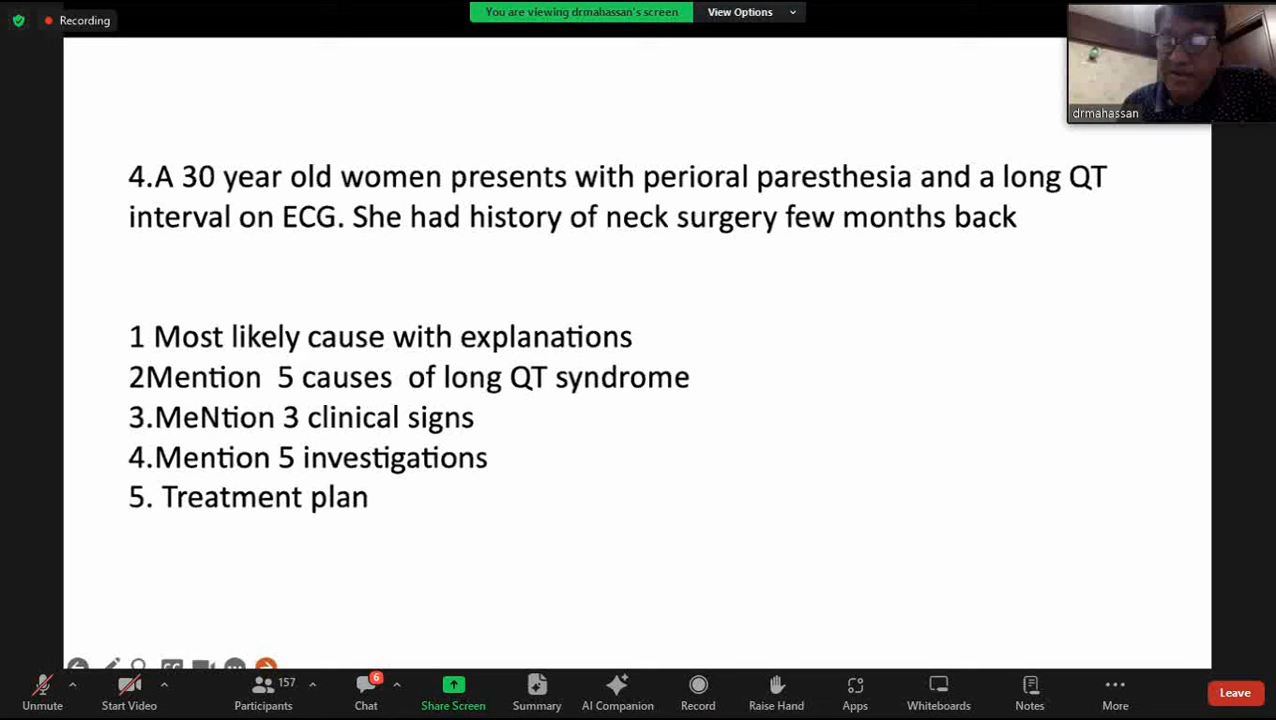 Recording
You are viewing drmahassan's screen
View Options
drmahassan
4.A 30 year old women presents with perioral paresthesia and a long QT
interval on ECG. She had history of neck surgery few months back
1 Most likely cause with explanations
2Mention 5 causes of long QT syndrome
3.MeNtion 3 clinical signs
4.Mention 5 investigations
5. Treatment plan
Unmute
Start Video
157
Participants
6
Chat
Share Screen
Summary
AI Companion
Record
Raise Hand
Apps
Whiteboards
Notes
More
Leave